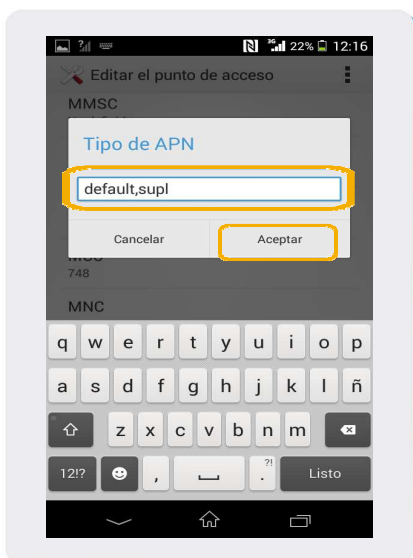 3G 22% 12:16
Editar el punto de acceso
MMSC
Tipo de APN
default,supl
Cancelar Aceptar
748
MNC
q w e r t y u i o p
a s d f g h j k l ñ
z x c v b n m
12!? , . ?! Listo